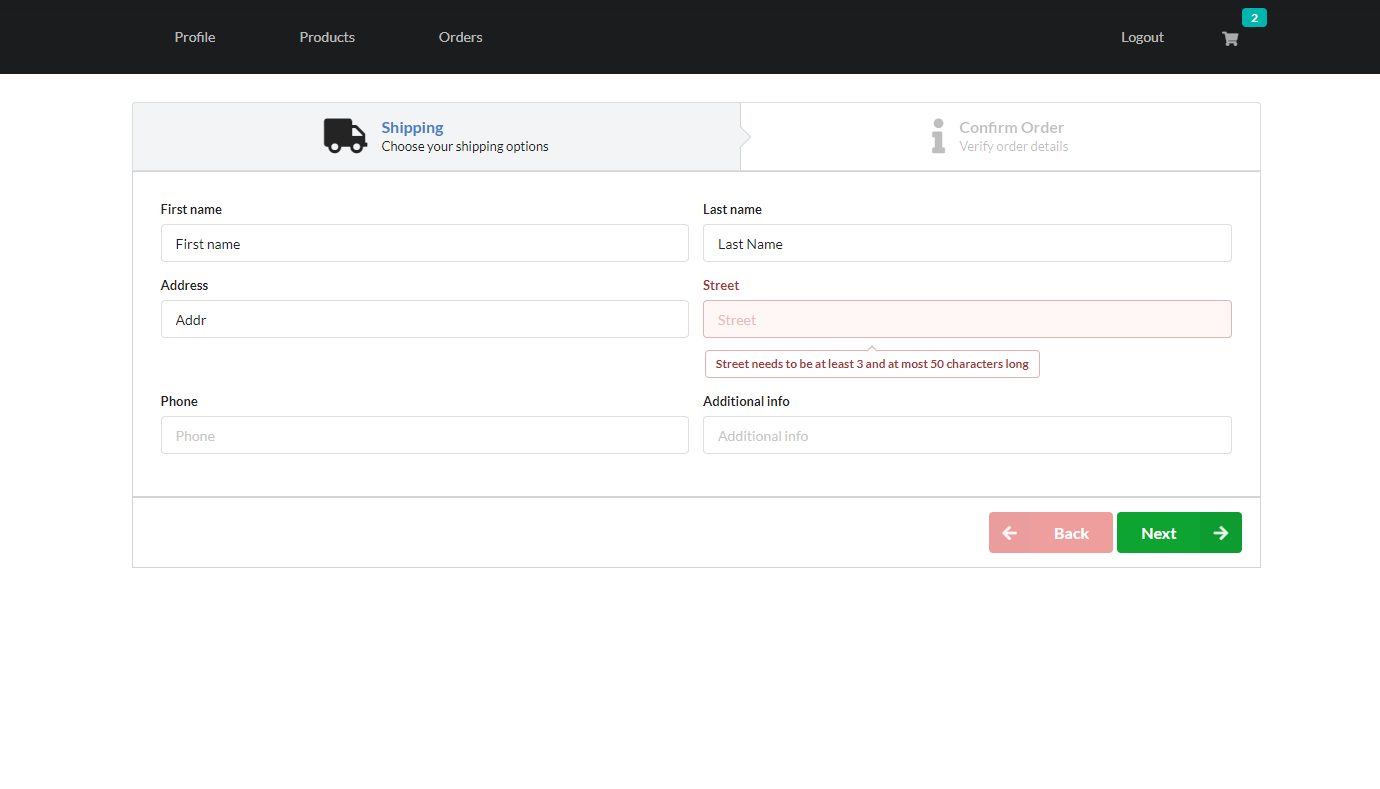 2
Profile
Products
Orders
Logout
Shipping
Choose your shipping options
Confirm Order
Verify order details
First name
Last name
First name
Last Name
Address
Street
Addr
Street
Street needs to be at least 3 and at most 50 characters long
Phone
Additional info
Phone
Additional info
Back
Next